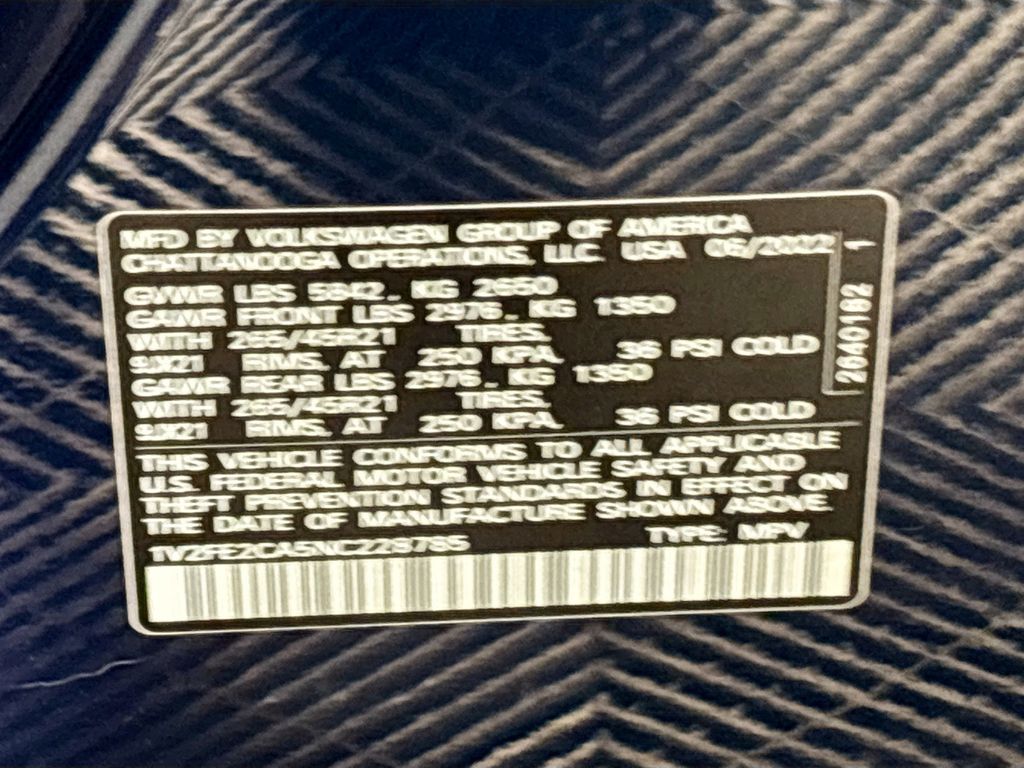 MFD BY VOLKSWAGEN GROUP OF AMERICA
CHATTANOOGA OPERATIONS, LLC. USA 06/2022
GVWR LBS 5842. KG 2650
GAWR FRONT LBS 2976. KG 1350
WITH 265/45R21 TIRES,
9JX21 RIMS, AT 250 KPA, 36 PSI COLD
GAWR REAR LBS 2976. KG 1350
WITH 265/45R21 TIRES,
9JX21 RIMS, AT 250 KPA, 36 PSI COLD
THIS VEHICLE CONFORMS TO ALL APPLICABLE
U.S. FEDERAL MOTOR VEHICLE SAFETY AND
THEFT PREVENTION STANDARDS IN EFFECT ON
THE DATE OF MANUFACTURE SHOWN ABOVE.
TYPE: MPV
1